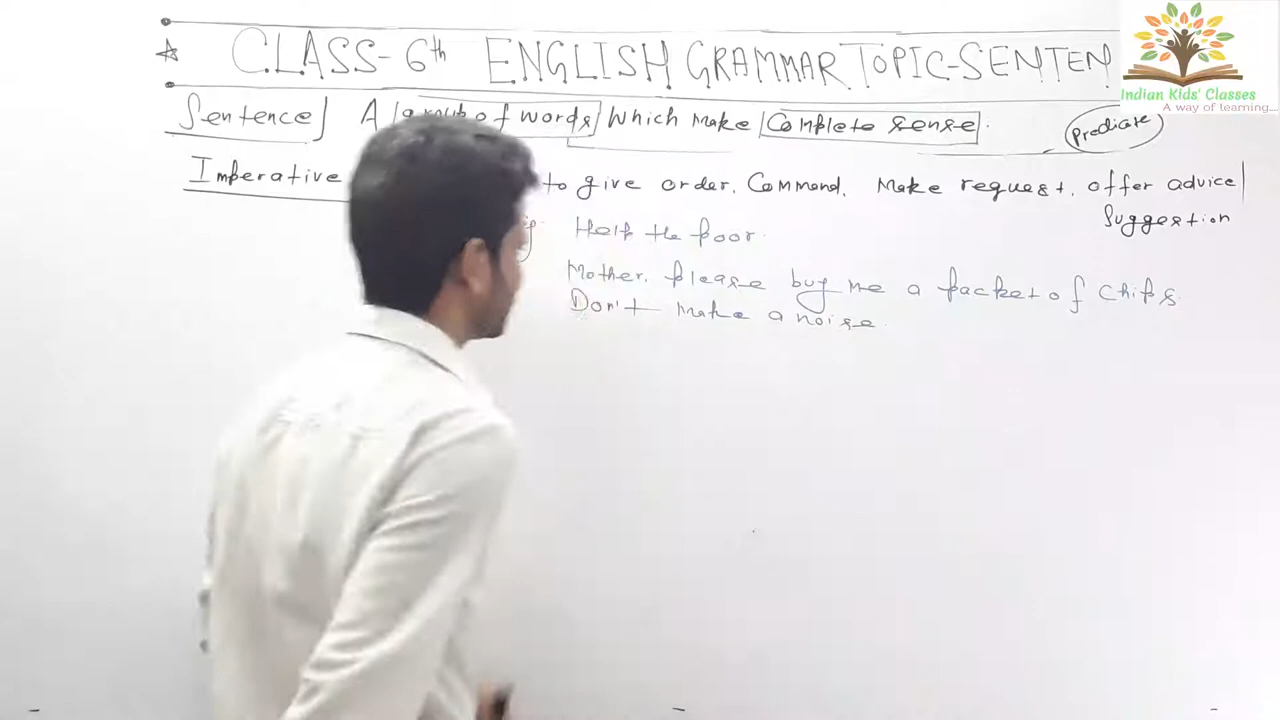 ☆ CLASS-6th ENGLISH GRAMMAR TOPIC-SENTEN
Indian Kids' Classes
A way of learning....
Sentence] A group of words which make Complete sense.
predicate
Imperative to give order, Command, Make request, offer advice
Suggestion
Help the poor.
Mother, please buy me a packet of chips.
Don't make a noise.